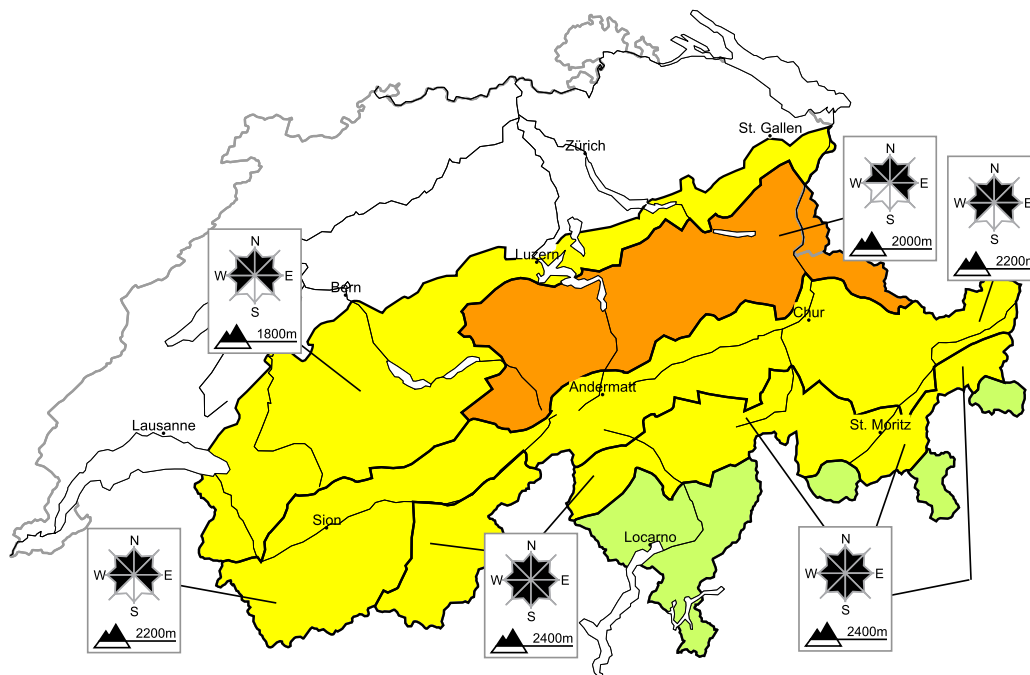 St. Gallen
Zürich
N
W E
S
2000m
N
W E
S
2200m
N
W E
S
1800m
Luzern
Bern
Chur
Andermatt
Lausanne
St. Moritz
Sion
Locarno
N
W E
S
2200m
N
W E
S
2400m
N
W E
S
2400m